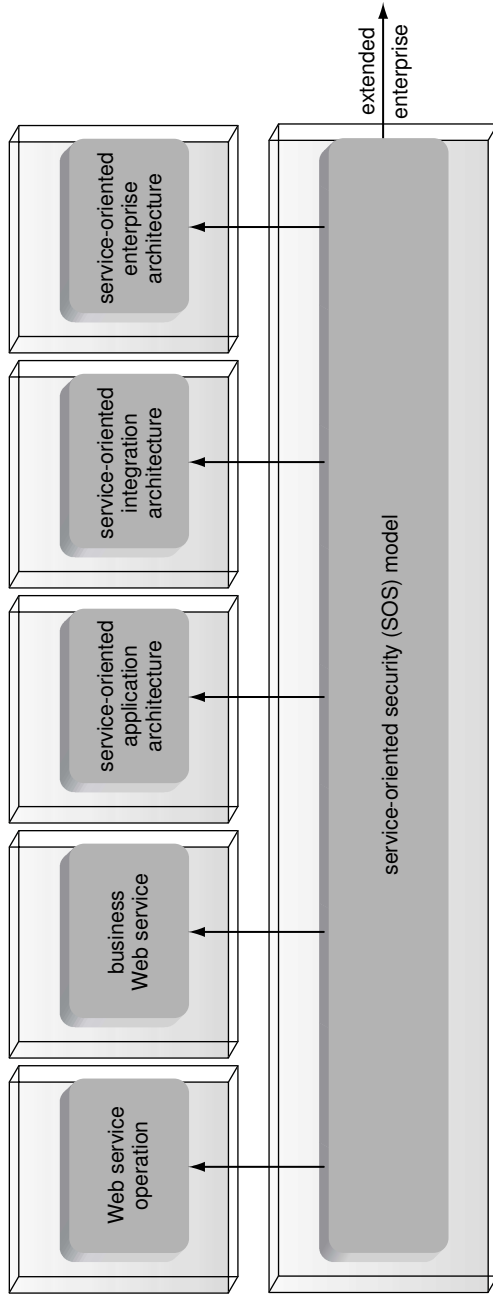 Web service
operation
business
Web service
service-oriented
application
architecture
service-oriented
integration
architecture
service-oriented
enterprise
architecture
service-oriented security (SOS) model
extended
enterprise